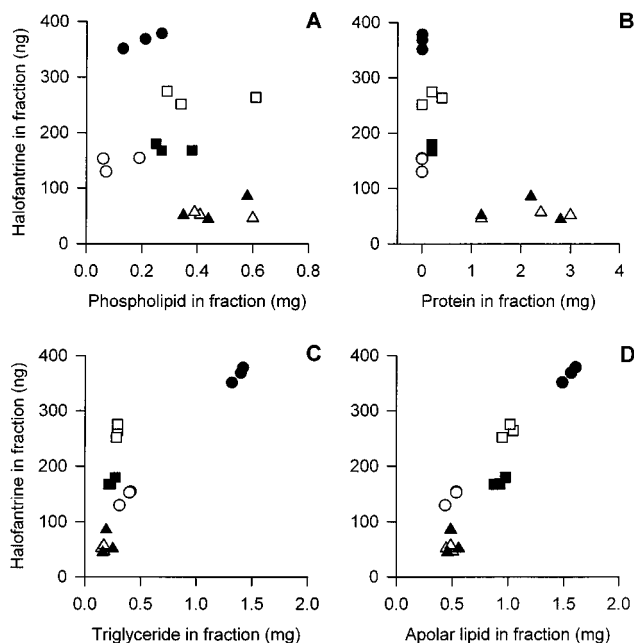 A
400
300
200
100
0
Halofantrine in fraction (ng)
0.0 0.2 0.4 0.6 0.8
Phospholipid in fraction (mg)
B
400
300
200
100
0
0 1 2 3 4
Protein in fraction (mg)
C
400
300
200
100
0
Halofantrine in fraction (ng)
0.0 0.5 1.0 1.5 2.0
Triglyceride in fraction (mg)
D
400
300
200
100
0
0.0 0.5 1.0 1.5 2.0
Apolar lipid in fraction (mg)